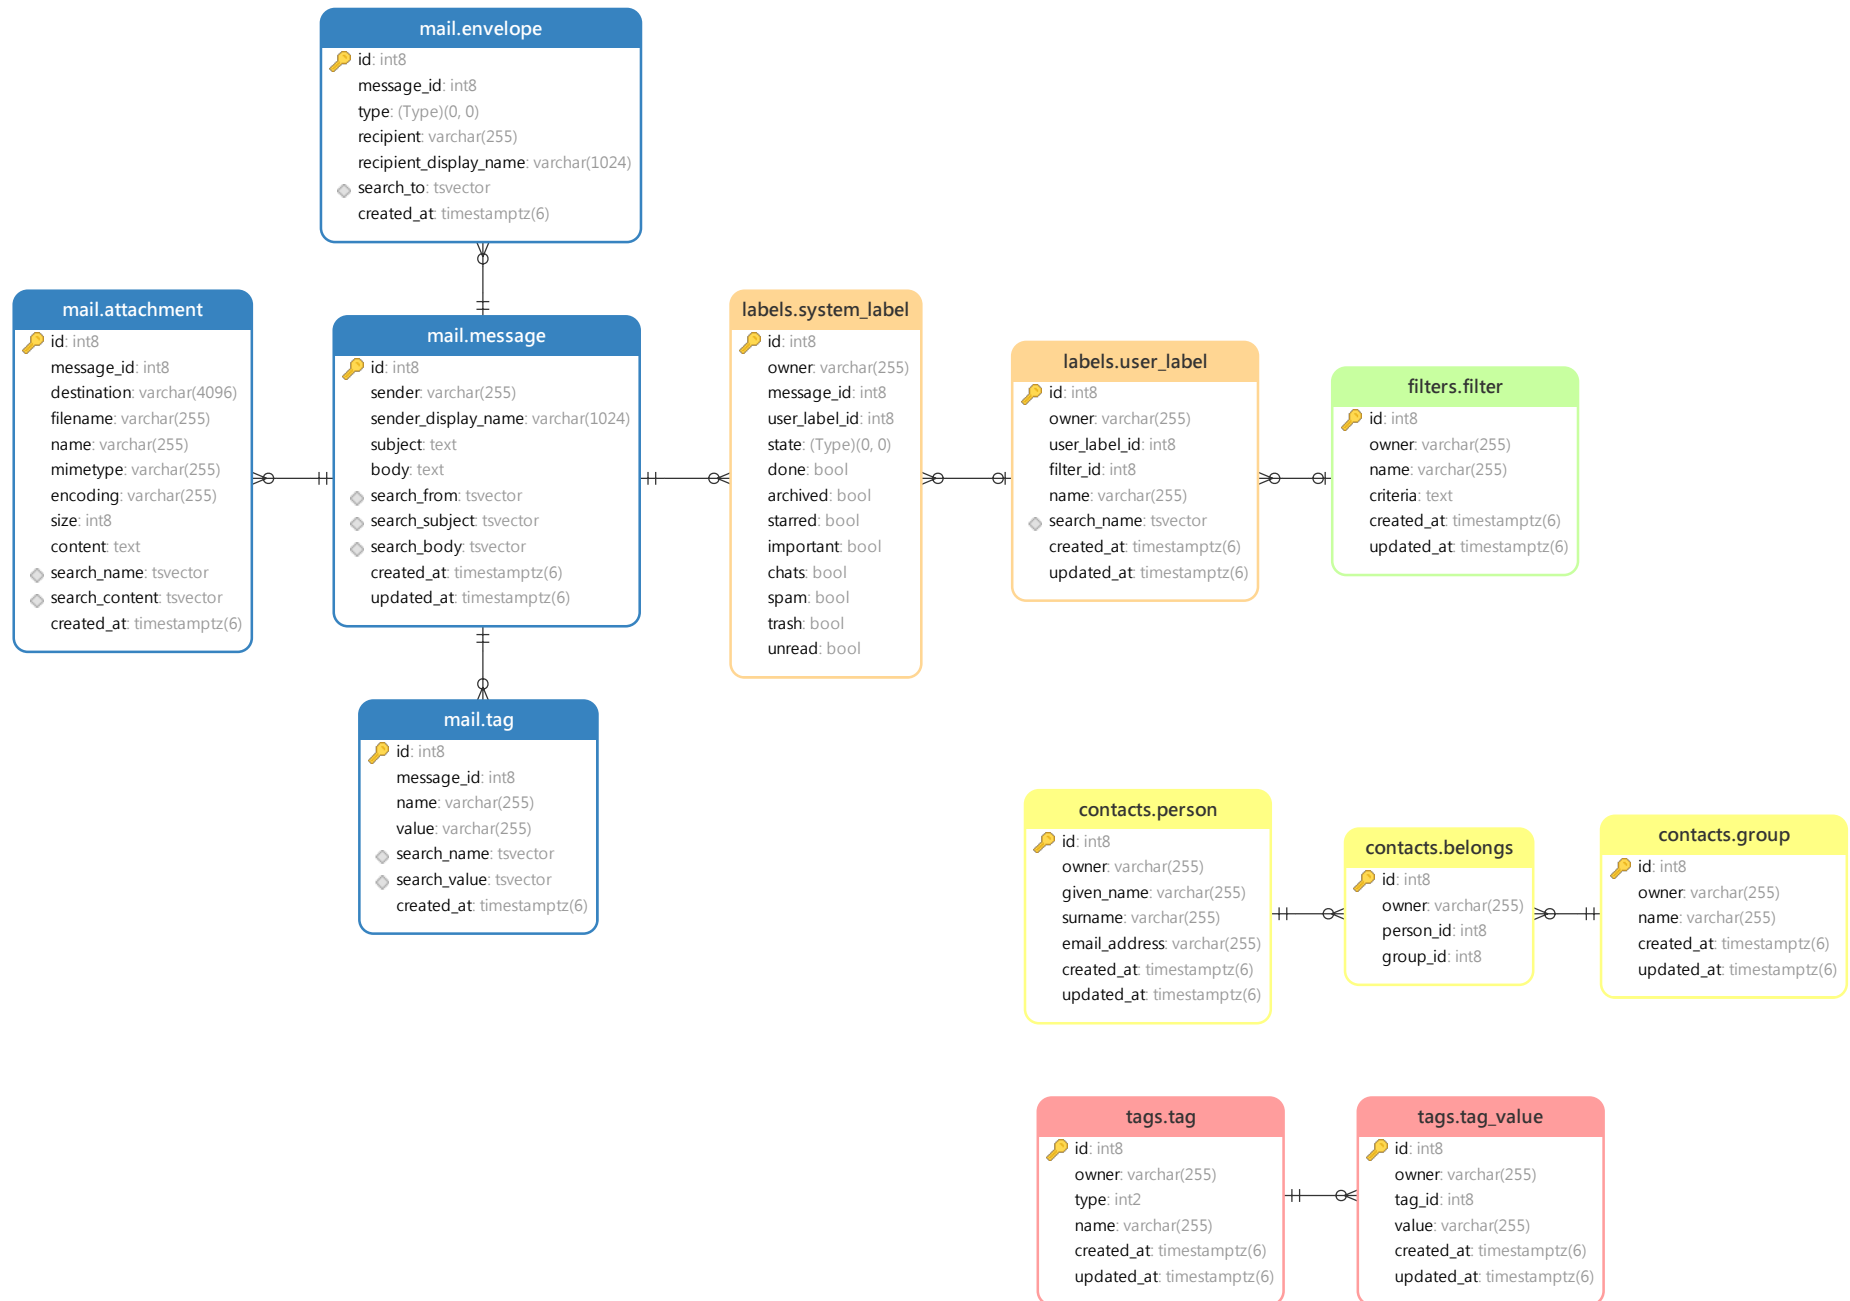 mail.envelope
id: int8
message_id: int8
type: (Type)(0, 0)
recipient: varchar(255)
recipient_display_name: varchar(1024)
search_to: tsvector
created_at: timestamptz(6)
mail.attachment
id: int8
message_id: int8
destination: varchar(4096)
filename: varchar(255)
name: varchar(255)
mimetype: varchar(255)
encoding: varchar(255)
size: int8
content: text
search_name: tsvector
search_content: tsvector
created_at: timestamptz(6)
mail.message
id: int8
sender: varchar(255)
sender_display_name: varchar(1024)
subject: text
body: text
search_from: tsvector
search_subject: tsvector
search_body: tsvector
created_at: timestamptz(6)
updated_at: timestamptz(6)
labels.system_label
id: int8
owner: varchar(255)
message_id: int8
user_label_id: int8
state: (Type)(0, 0)
done: bool
archived: bool
starred: bool
important: bool
chats: bool
spam: bool
trash: bool
unread: bool
labels.user_label
id: int8
owner: varchar(255)
user_label_id: int8
filter_id: int8
name: varchar(255)
search_name: tsvector
created_at: timestamptz(6)
updated_at: timestamptz(6)
filters.filter
id: int8
owner: varchar(255)
name: varchar(255)
criteria: text
created_at: timestamptz(6)
updated_at: timestamptz(6)
mail.tag
id: int8
message_id: int8
name: varchar(255)
value: varchar(255)
search_name: tsvector
search_value: tsvector
created_at: timestamptz(6)
contacts.person
id: int8
owner: varchar(255)
given_name: varchar(255)
surname: varchar(255)
email_address: varchar(255)
created_at: timestamptz(6)
updated_at: timestamptz(6)
contacts.belongs
id: int8
owner: varchar(255)
person_id: int8
group_id: int8
contacts.group
id: int8
owner: varchar(255)
name: varchar(255)
created_at: timestamptz(6)
updated_at: timestamptz(6)
tags.tag
id: int8
owner: varchar(255)
type: int2
name: varchar(255)
created_at: timestamptz(6)
updated_at: timestamptz(6)
tags.tag_value
id: int8
owner: varchar(255)
tag_id: int8
value: varchar(255)
created_at: timestamptz(6)
updated_at: timestamptz(6)